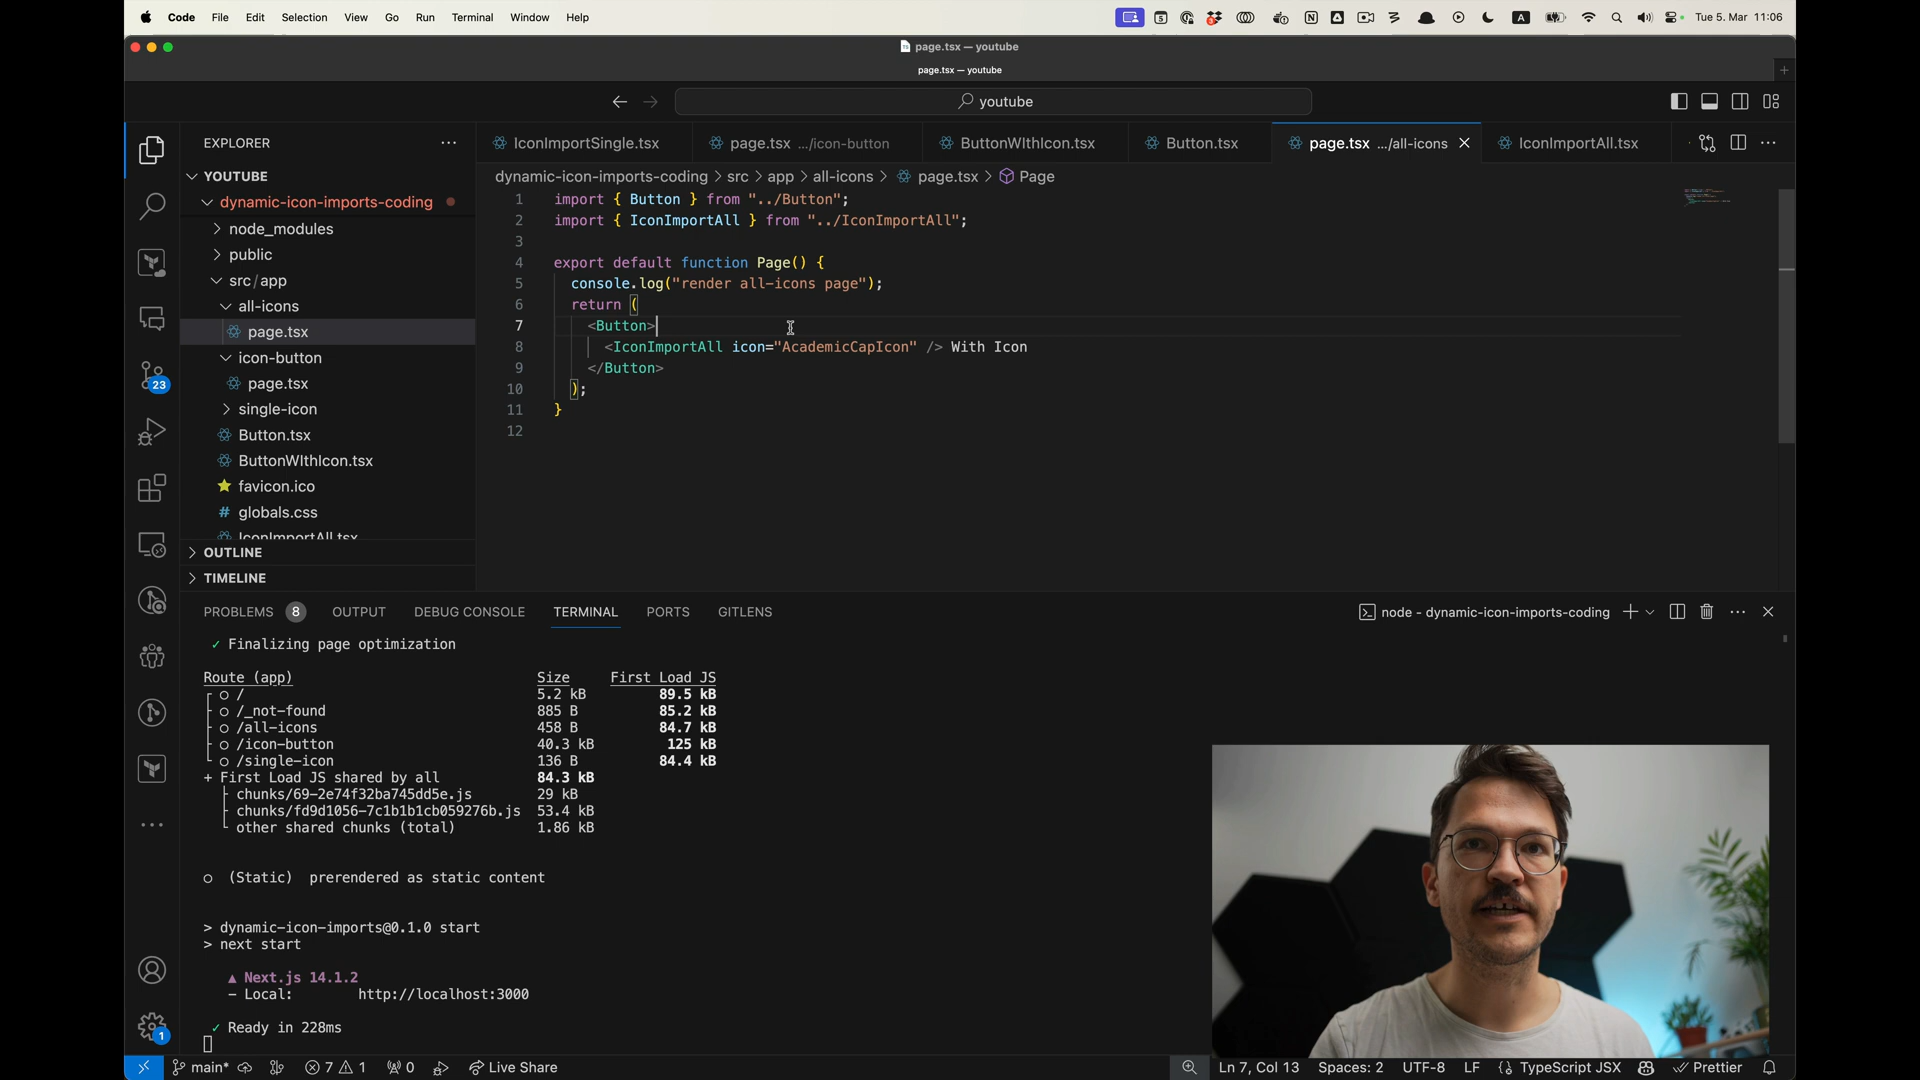 Code File Edit Selection View Go Run Terminal Window Help Tue 5. Mar 11:06
page.tsx — youtube
page.tsx — youtube
youtube
EXPLORER
YOUTUBE
dynamic-icon-imports-coding
node_modules
public
src/app
all-icons
page.tsx
icon-button
page.tsx
single-icon
Button.tsx
ButtonWIthIcon.tsx
favicon.ico
globals.css
IconImportAll.tsx
OUTLINE
TIMELINE
23
1
IconImportSingle.tsx page.tsx .../icon-button ButtonWIthIcon.tsx Button.tsx page.tsx .../all-icons IconImportAll.tsx
dynamic-icon-imports-coding > src > app > all-icons > page.tsx > Page
1 import { Button } from "../Button";
2 import { IconImportAll } from "../IconImportAll";
3
4 export default function Page() {
5 console.log("render all-icons page");
6 return (
7 <Button>
8 <IconImportAll icon="AcademicCapIcon" /> With Icon
9 </Button>
10 );
11 }
12
PROBLEMS 8 OUTPUT DEBUG CONSOLE TERMINAL PORTS GITLENS node - dynamic-icon-imports-coding
✓ Finalizing page optimization
Route (app) Size First Load JS
┌ ○ / 5.2 kB 89.5 kB
├ ○ /_not-found 885 B 85.2 kB
├ ○ /all-icons 458 B 84.7 kB
├ ○ /icon-button 40.3 kB 125 kB
└ ○ /single-icon 136 B 84.4 kB
+ First Load JS shared by all 84.3 kB
├ chunks/69-2e74f32ba745dd5e.js 29 kB
├ chunks/fd9d1056-7c1b1b1cb059276b.js 53.4 kB
└ other shared chunks (total) 1.86 kB
○ (Static) prerendered as static content
> dynamic-icon-imports@0.1.0 start
> next start
▲ Next.js 14.1.2
- Local: http://localhost:3000
✓ Ready in 228ms
main* 7 1 0 Live Share Ln 7, Col 13 Spaces: 2 UTF-8 LF TypeScript JSX Prettier